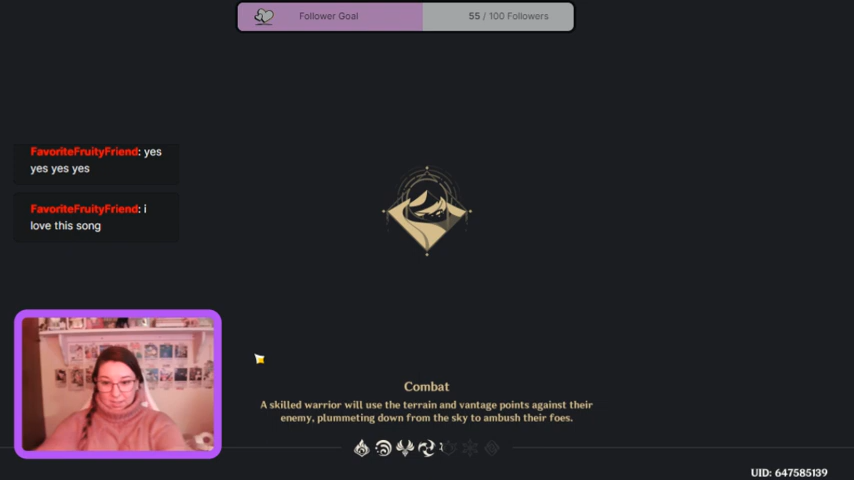 Follower Goal 55 / 100 Followers
FavoriteFruityFriend: yes
yes yes yes
FavoriteFruityFriend: i
love this song
Combat
A skilled warrior will use the terrain and vantage points against their
enemy, plummeting down from the sky to ambush their foes.
UID: 647585139